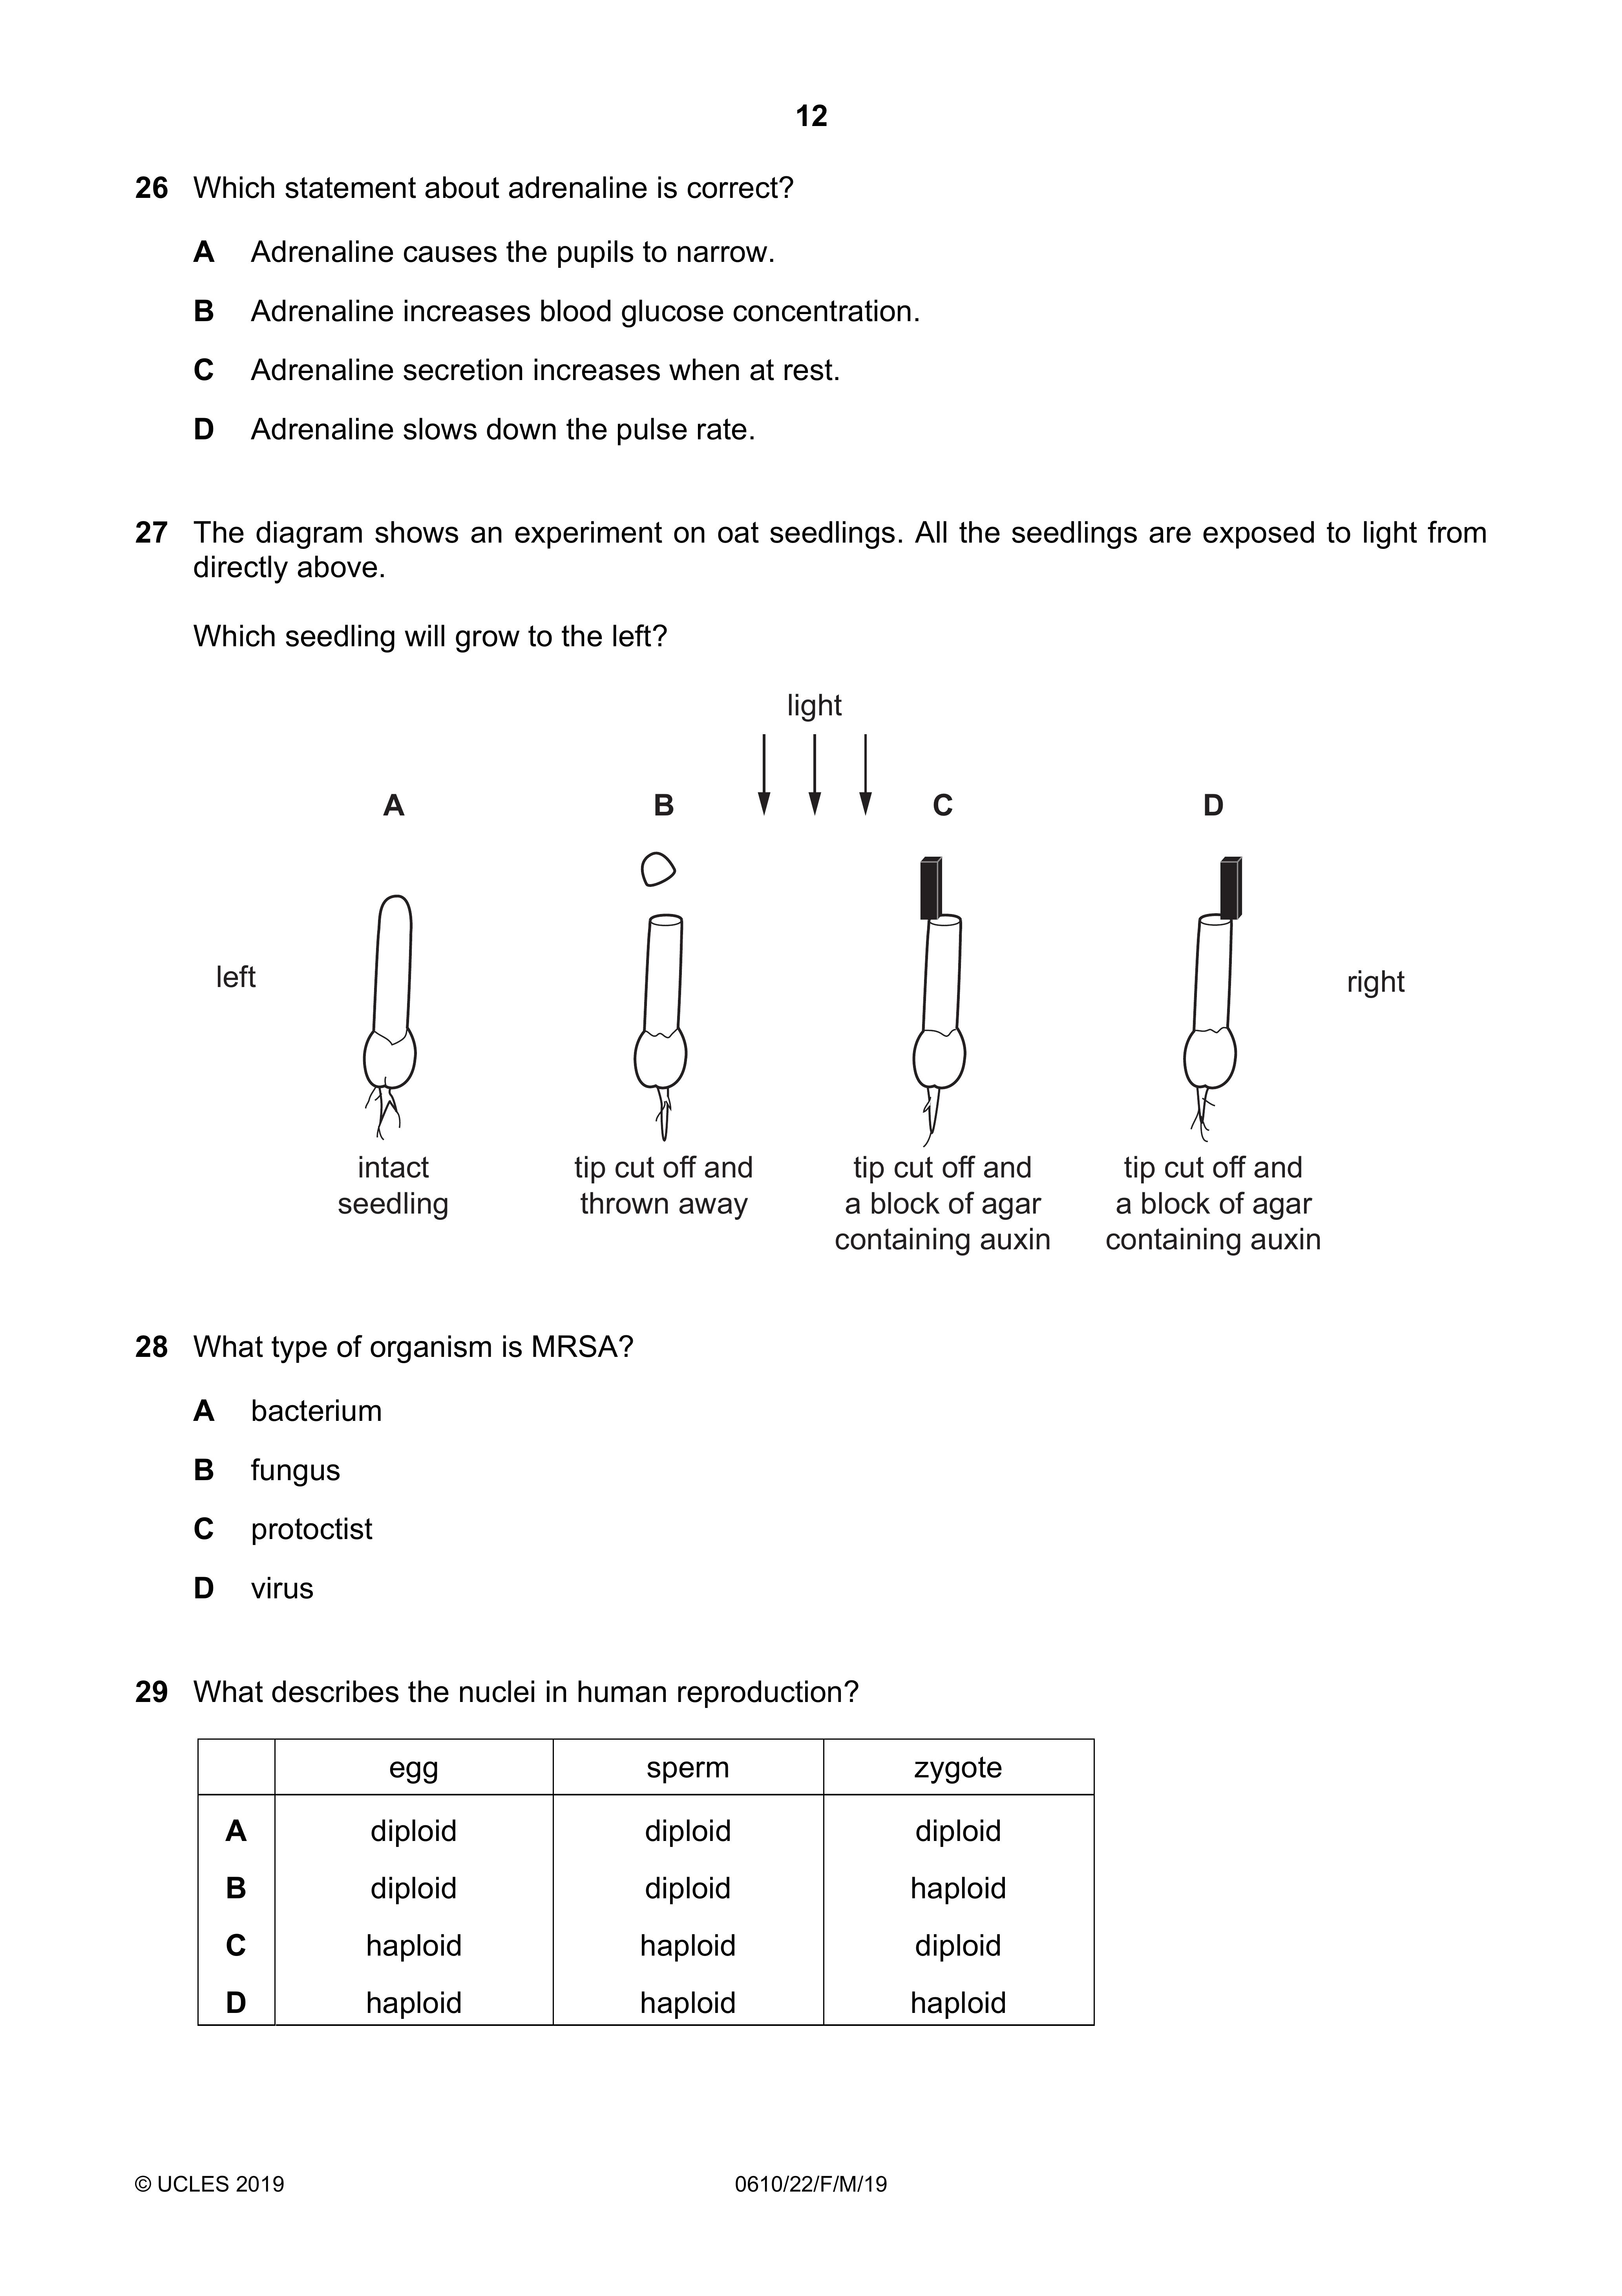 12
26 Which statement about adrenaline is correct?
A Adrenaline causes the pupils to narrow.
B Adrenaline increases blood glucose concentration.
C Adrenaline secretion increases when at rest.
D Adrenaline slows down the pulse rate.
27 The diagram shows an experiment on oat seedlings. All the seedlings are exposed to light from
directly above.
Which seedling will grow to the left?
light
A B C D
left right
intact tip cut off and tip cut off and tip cut off and
seedling thrown away a block of agar a block of agar
containing auxin containing auxin
28 What type of organism is MRSA?
A bacterium
B fungus
C protoctist
D virus
29 What describes the nuclei in human reproduction?
egg sperm zygote
A diploid diploid diploid
B diploid diploid haploid
C haploid haploid diploid
D haploid haploid haploid
© UCLES 2019 0610/22/F/M/19